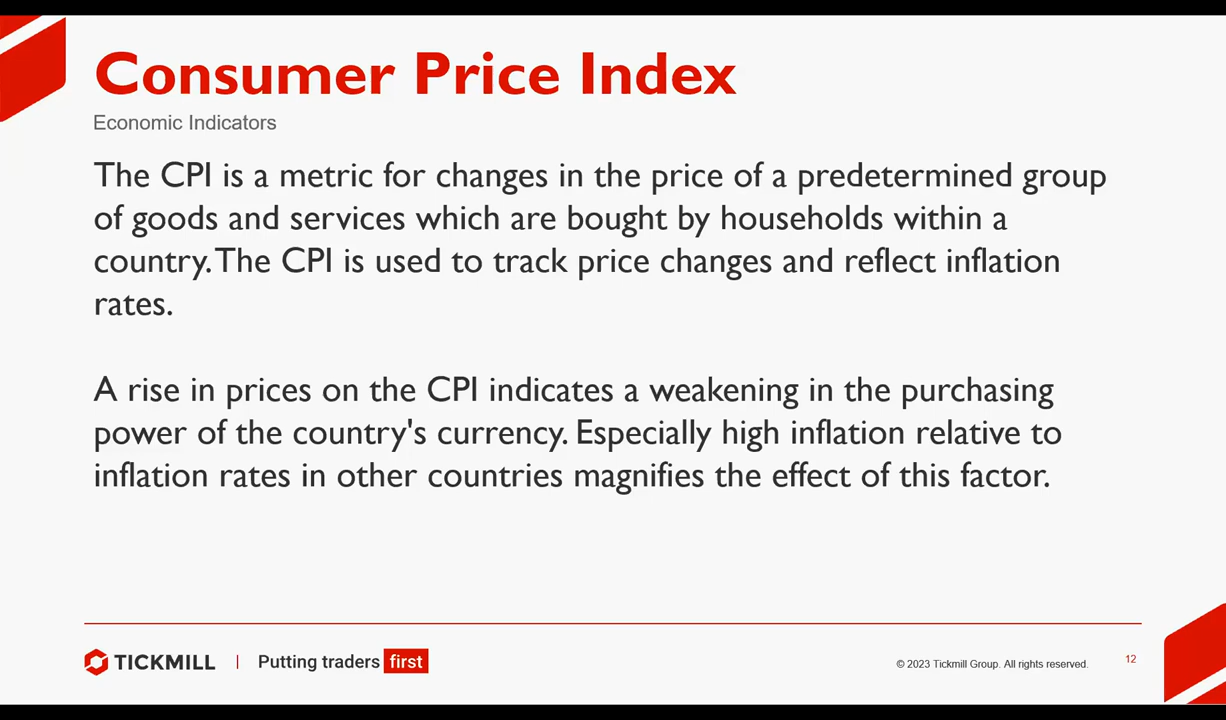 Consumer Price Index
Economic Indicators
The CPI is a metric for changes in the price of a predetermined group
of goods and services which are bought by households within a
country. The CPI is used to track price changes and reflect inflation
rates.
A rise in prices on the CPI indicates a weakening in the purchasing
power of the country's currency. Especially high inflation relative to
inflation rates in other countries magnifies the effect of this factor.
TICKMILL | Putting traders first
© 2023 Tickmill Group. All rights reserved.
12